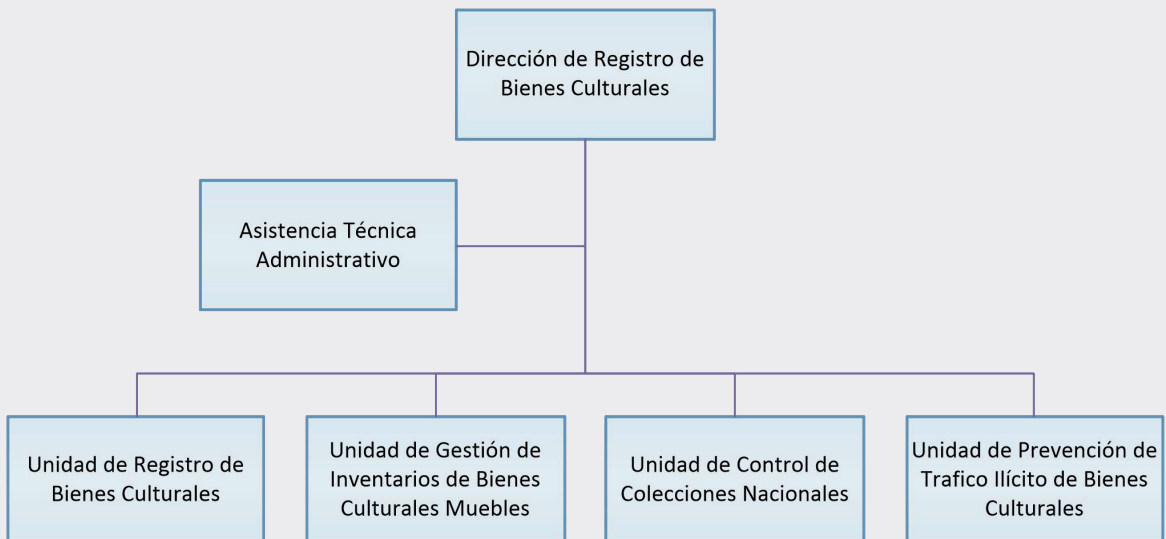 Dirección de Registro de
Bienes Culturales
Asistencia Técnica
Administrativo
Unidad de Registro de
Bienes Culturales
Unidad de Gestión de
Inventarios de Bienes
Culturales Muebles
Unidad de Control de
Colecciones Nacionales
Unidad de Prevención de
Trafico Ilícito de Bienes
Culturales